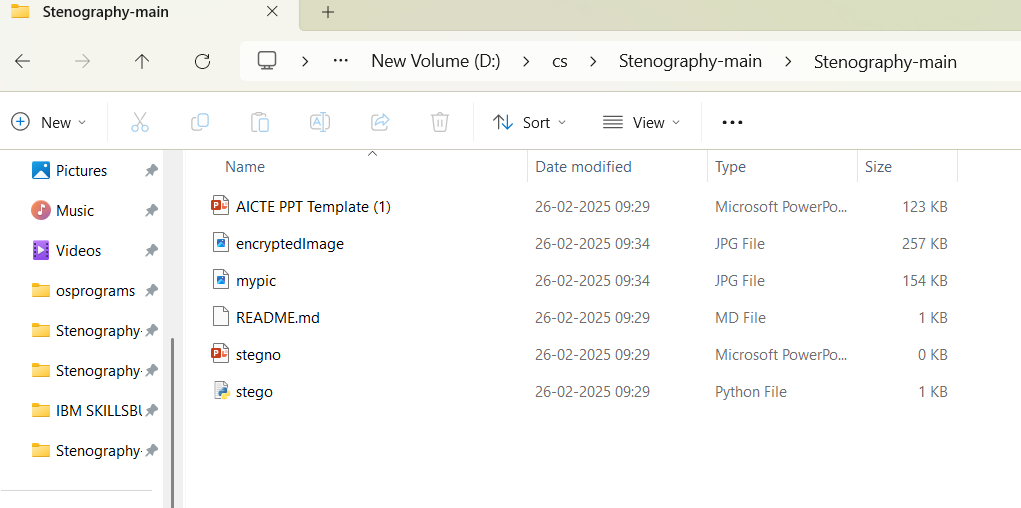 Stenography-main
New Volume (D:) cs Stenography-main Stenography-main
New Sort View
Name Date modified Type Size
Pictures
Music
Videos
osprograms
Stenography-
Stenography-
IBM SKILLSBU
Stenography-
AICTE PPT Template (1) 26-02-2025 09:29 Microsoft PowerPo... 123 KB
encryptedImage 26-02-2025 09:34 JPG File 257 KB
mypic 26-02-2025 09:34 JPG File 154 KB
README.md 26-02-2025 09:29 MD File 1 KB
stegno 26-02-2025 09:29 Microsoft PowerPo... 0 KB
stego 26-02-2025 09:29 Python File 1 KB